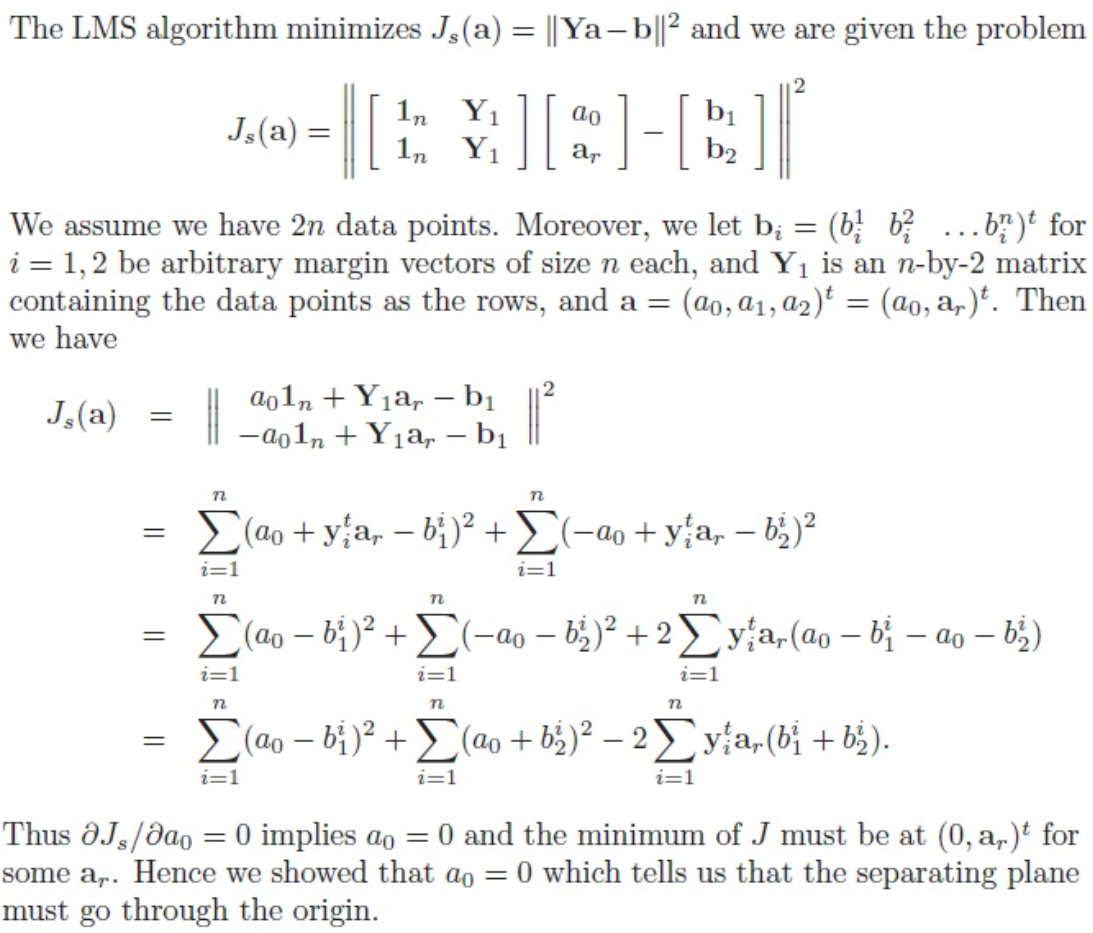 The LMS algorithm minimizes $J_s(\mathbf{a}) = \|\mathbf{Ya} - \mathbf{b}\|^2$ and we are given the problem
$$J_s(\mathbf{a}) = \left\| \begin{bmatrix} \mathbf{1}_n & \mathbf{Y}_1 \\ \mathbf{1}_n & \mathbf{Y}_1 \end{bmatrix} \begin{bmatrix} a_0 \\ \mathbf{a}_r \end{bmatrix} - \begin{bmatrix} \mathbf{b}_1 \\ \mathbf{b}_2 \end{bmatrix} \right\|^2$$
We assume we have $2n$ data points. Moreover, we let $\mathbf{b}_i = (b_i^1 \ \ b_i^2 \ \ \ldots b_i^n)^t$ for
$i = 1, 2$ be arbitrary margin vectors of size $n$ each, and $\mathbf{Y}_1$ is an $n$-by-2 matrix
containing the data points as the rows, and $\mathbf{a} = (a_0, a_1, a_2)^t = (a_0, \mathbf{a}_r)^t$. Then
we have
$$J_s(\mathbf{a}) = \left\| \begin{matrix} a_0 \mathbf{1}_n + \mathbf{Y}_1 \mathbf{a}_r - \mathbf{b}_1 \\ -a_0 \mathbf{1}_n + \mathbf{Y}_1 \mathbf{a}_r - \mathbf{b}_1 \end{matrix} \right\|^2$$
$$= \sum_{i=1}^{n} (a_0 + \mathbf{y}_i^t \mathbf{a}_r - b_1^i)^2 + \sum_{i=1}^{n} (-a_0 + \mathbf{y}_i^t \mathbf{a}_r - b_2^i)^2$$
$$= \sum_{i=1}^{n} (a_0 - b_1^i)^2 + \sum_{i=1}^{n} (-a_0 - b_2^i)^2 + 2 \sum_{i=1}^{n} \mathbf{y}_i^t \mathbf{a}_r (a_0 - b_1^i - a_0 - b_2^i)$$
$$= \sum_{i=1}^{n} (a_0 - b_1^i)^2 + \sum_{i=1}^{n} (a_0 + b_2^i)^2 - 2 \sum_{i=1}^{n} \mathbf{y}_i^t \mathbf{a}_r (b_1^i + b_2^i).$$
Thus $\partial J_s / \partial a_0 = 0$ implies $a_0 = 0$ and the minimum of $J$ must be at $(0, \mathbf{a}_r)^t$ for
some $\mathbf{a}_r$. Hence we showed that $a_0 = 0$ which tells us that the separating plane
must go through the origin.